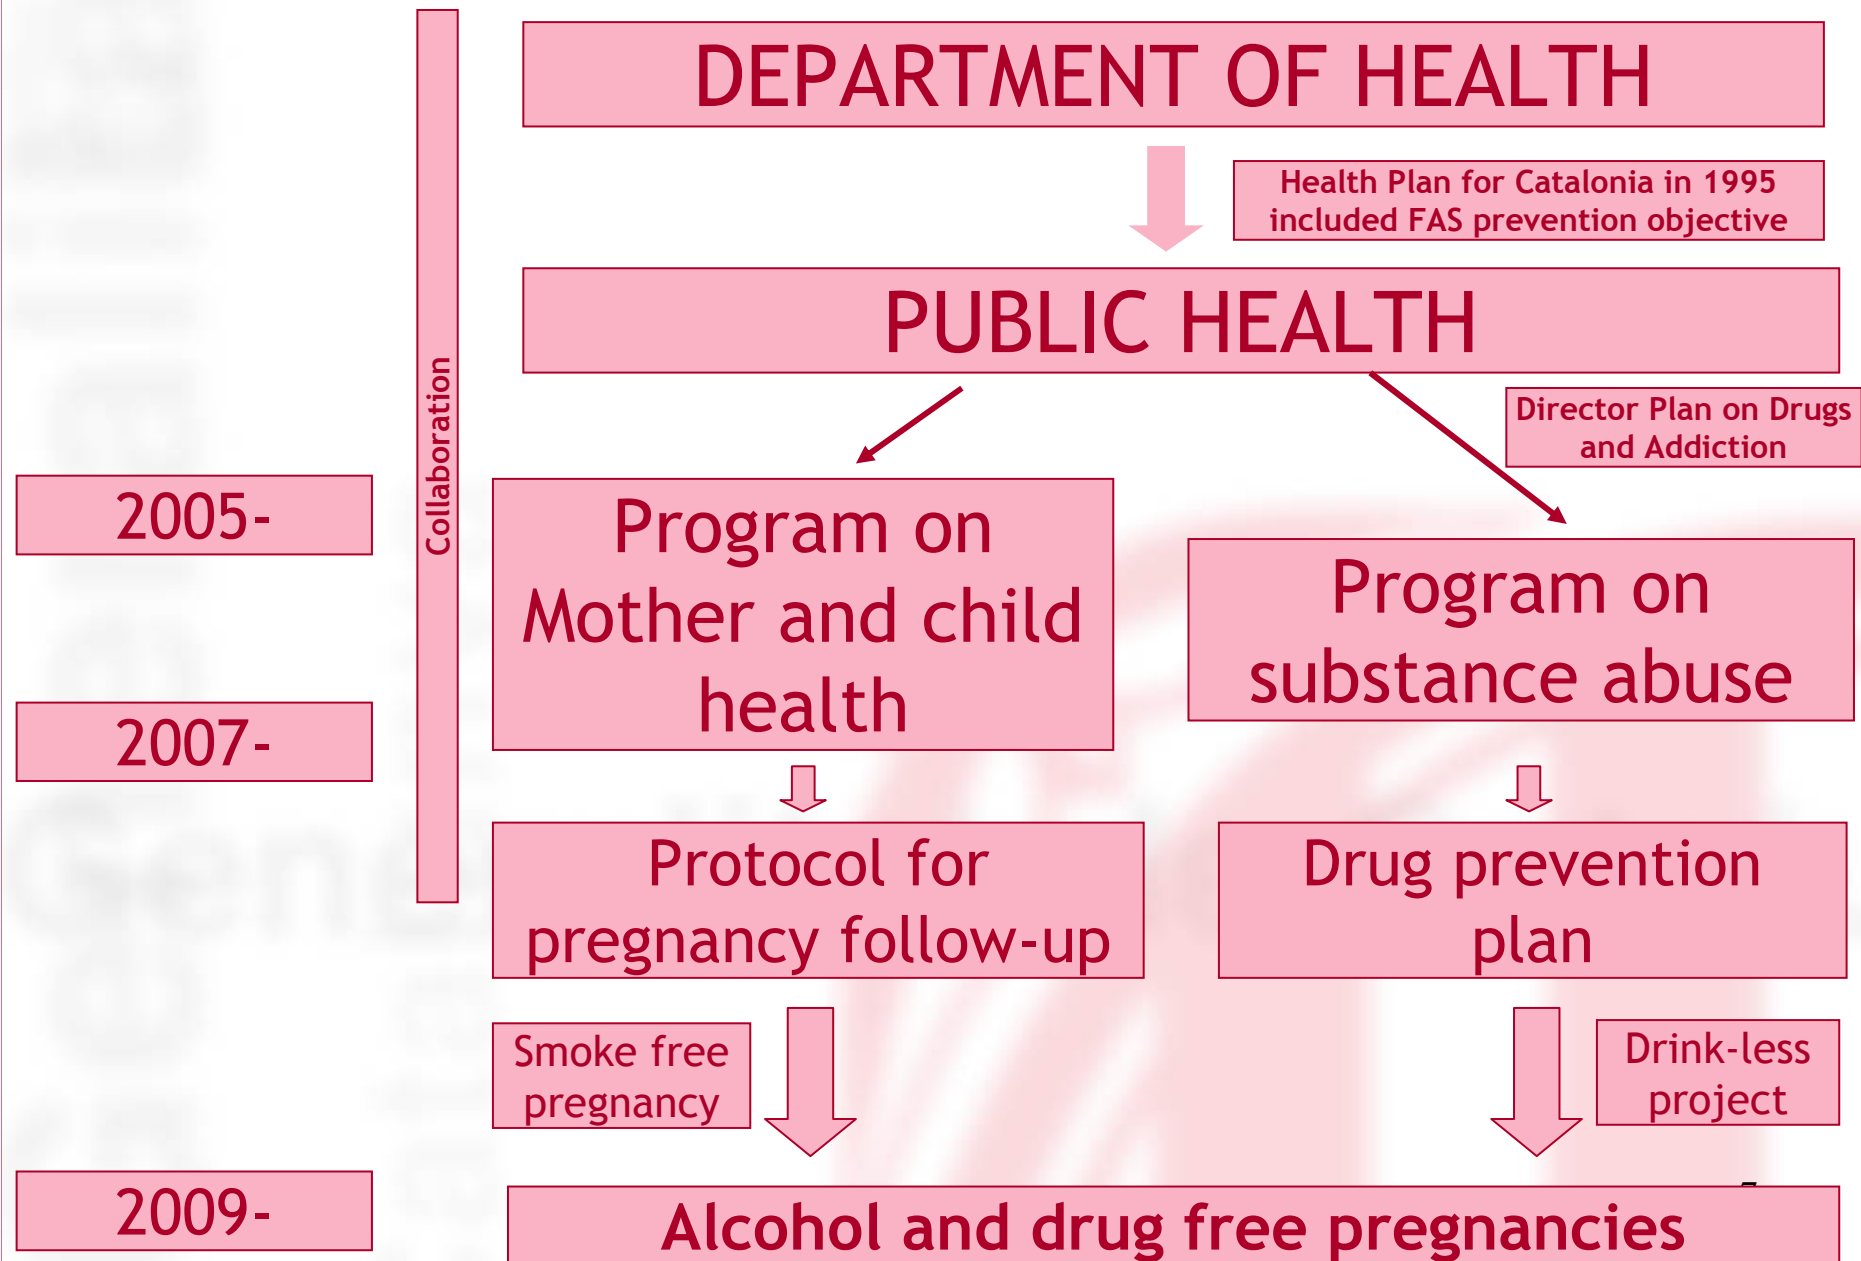 DEPARTMENT OF HEALTH
Health Plan for Catalonia in 1995
included FAS prevention objective
PUBLIC HEALTH
Collaboration
Director Plan on Drugs
and Addiction
2005-
Program on
Mother and child
health
Program on
substance abuse
2007-
Protocol for
pregnancy follow-up
Drug prevention
plan
Smoke free
pregnancy
Drink-less
project
2009-
Alcohol and drug free pregnancies